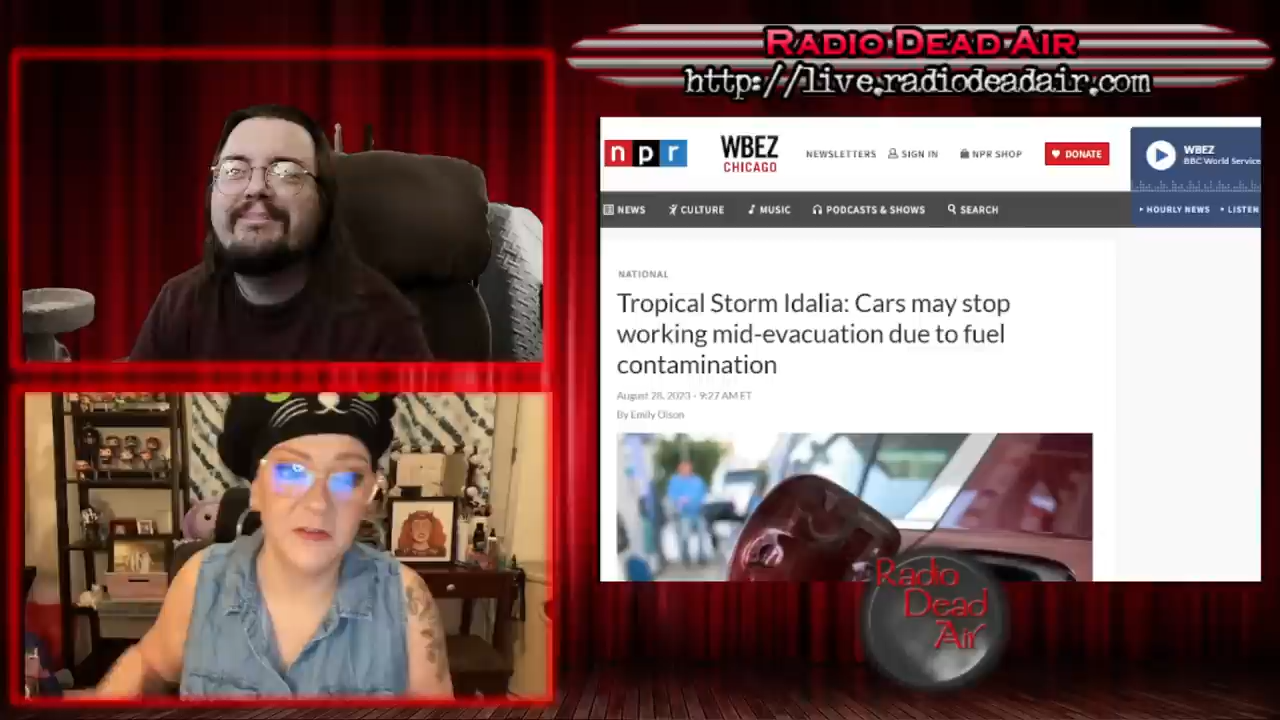 Radio Dead Air
http://live.radiodeadair.com
npr
WBEZ
CHICAGO
NEWSLETTERS
SIGN IN
NPR SHOP
DONATE
WBEZ
BBC World Service
NEWS
CULTURE
MUSIC
PODCASTS & SHOWS
SEARCH
HOURLY NEWS
LISTEN
NATIONAL
Tropical Storm Idalia: Cars may stop
working mid-evacuation due to fuel
contamination
August 28, 2023 · 9:27 AM ET
By Emily Olson
Radio
Dead
Air